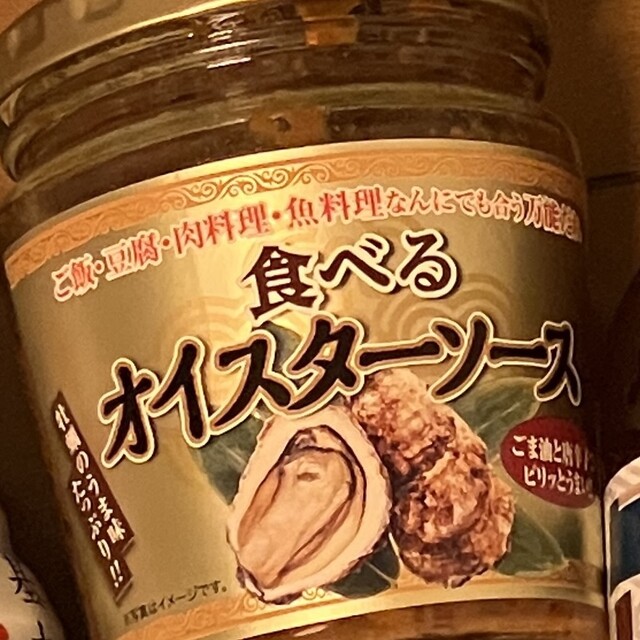 ご飯・豆腐・肉料理・魚料理なんにでも合う万能
食べる
オイスターソース
牡蠣のうま味
たっぷり!!
ごま油と
ピリッとうま
※写真はイメージです。